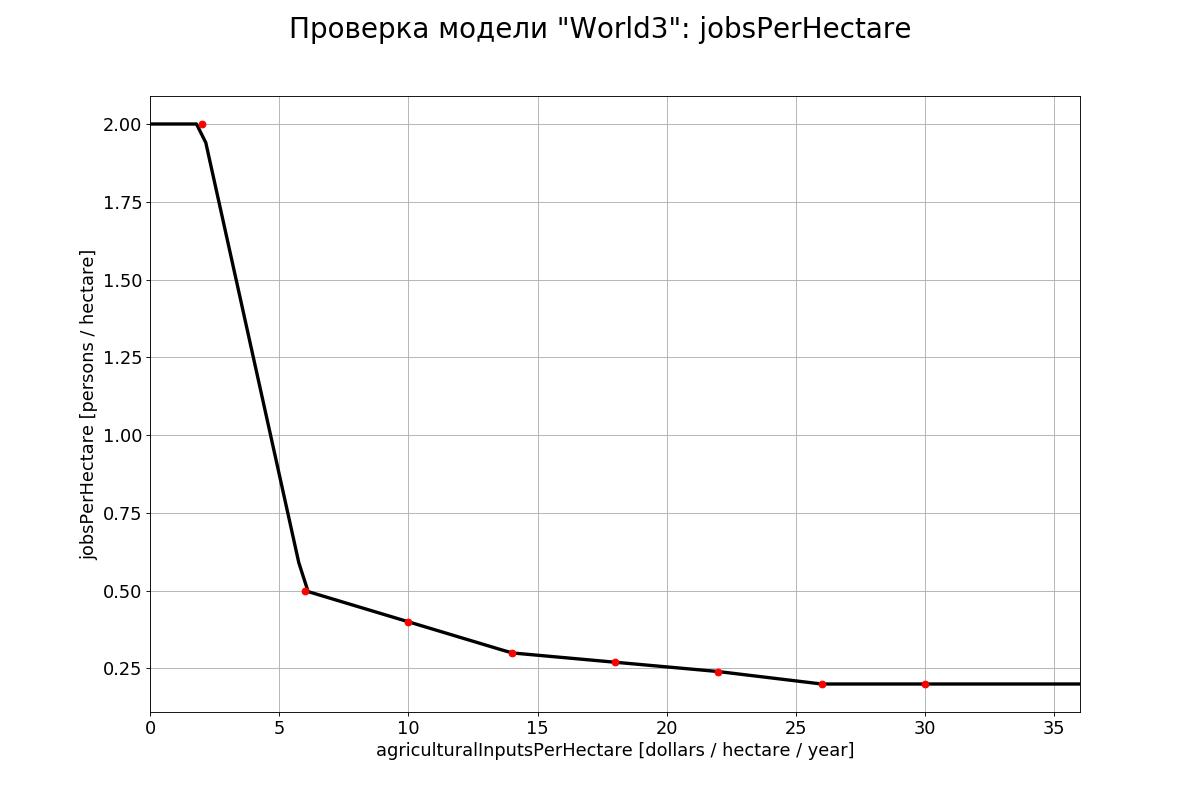 Проверка модели "World3": jobsPerHectare
2.00
1.75
1.50
1.25
1.00
0.75
0.50
0.25
jobsPerHectare [persons / hectare]
0 5 10 15 20 25 30 35
agriculturalInputsPerHectare [dollars / hectare / year]